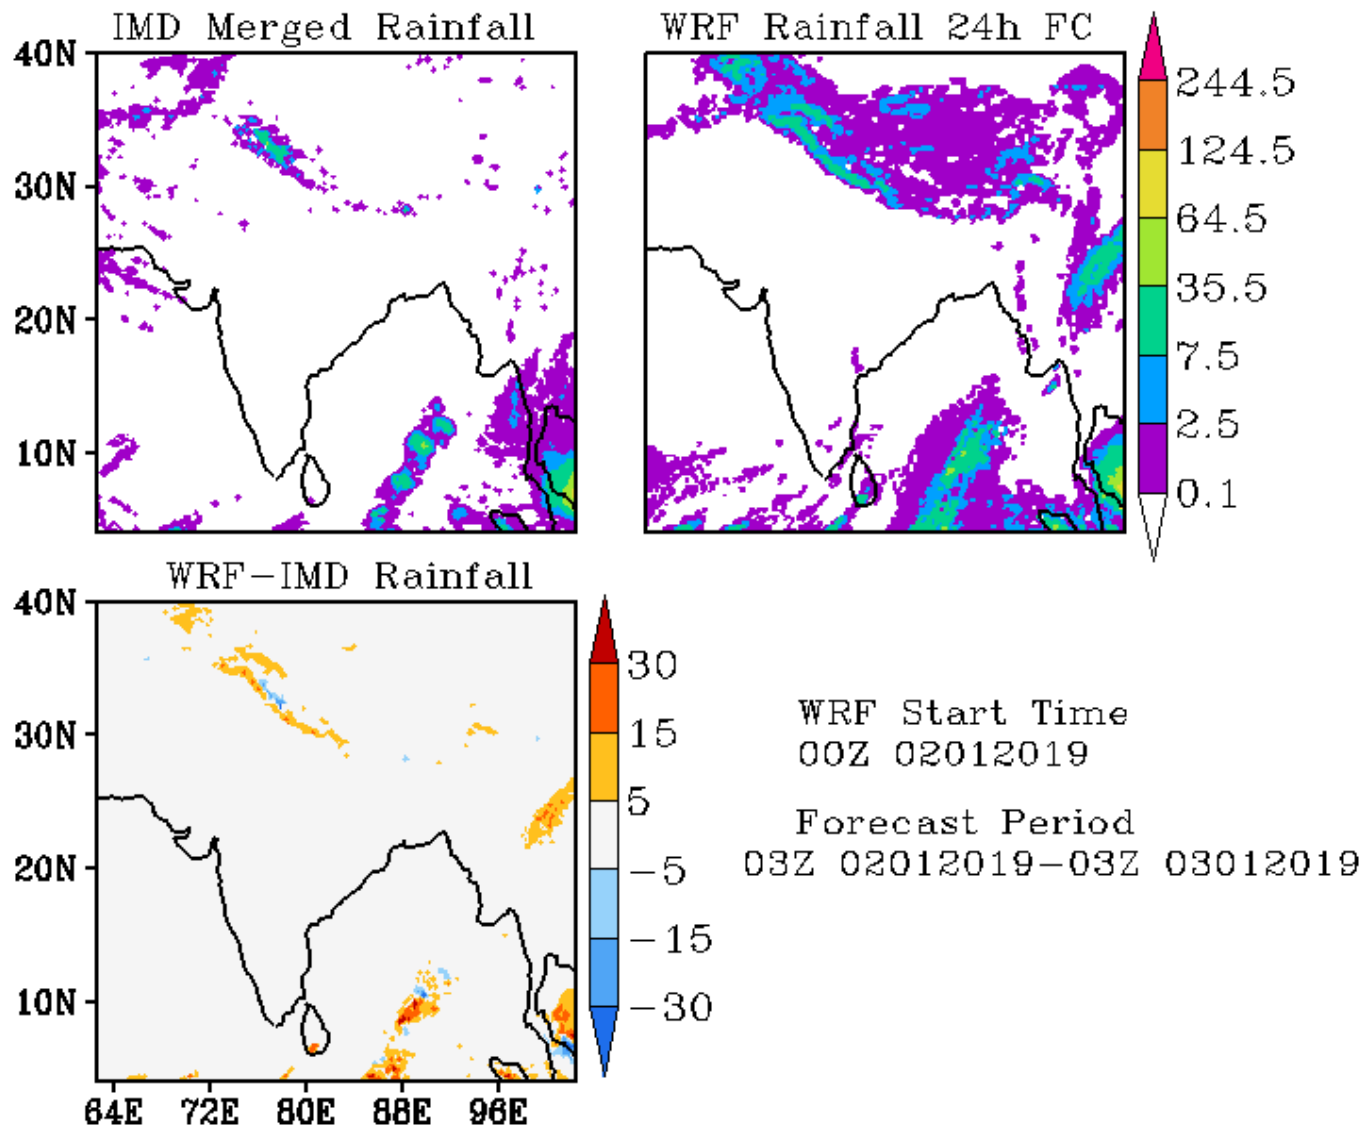 IMD Merged Rainfall
WRF Rainfall 24h FC
40N
30N
20N
10N
244.5
124.5
64.5
35.5
7.5
2.5
0.1
WRF-IMD Rainfall
40N
30N
20N
10N
64E 72E 80E 88E 96E
30
15
5
-5
-15
-30
WRF Start Time
00Z 02012019
Forecast Period
03Z 02012019-03Z 03012019